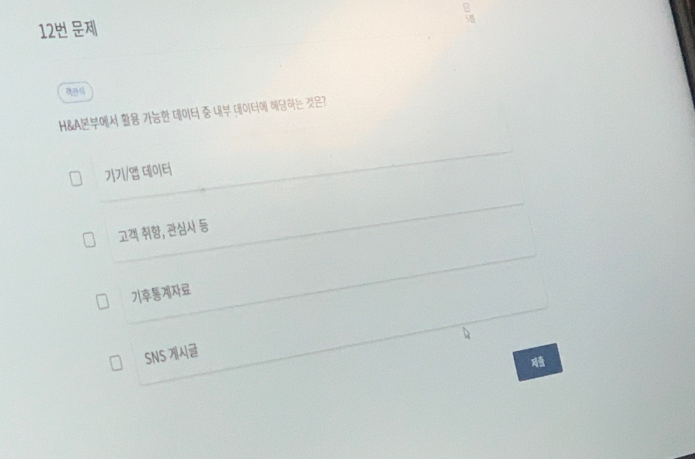 12번 문제
객관식
H&A본부에서 활용 가능한 데이터 중 내부 데이터에 해당하는 것은?
기기/앱 데이터
고객 취향, 관심사 등
기후통계자료
SNS 게시글
제출